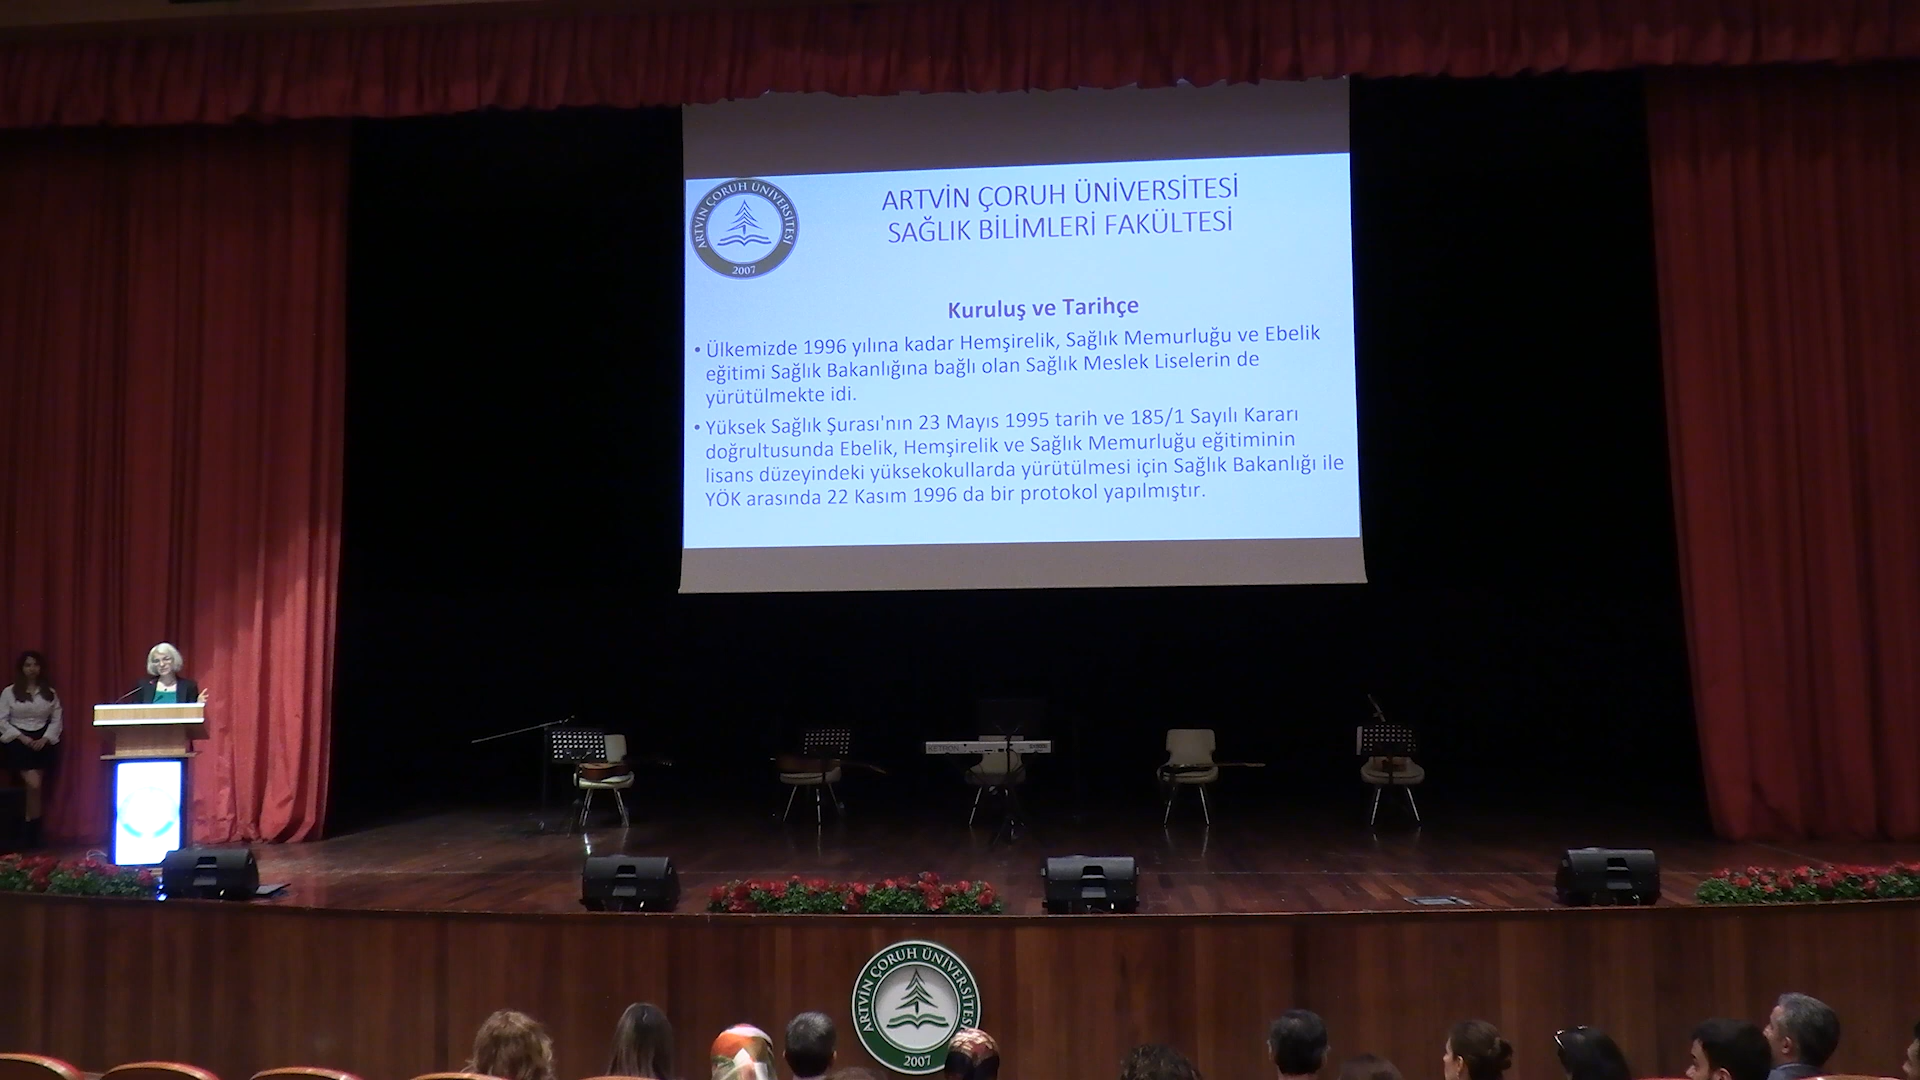 ARTVİN ÇORUH ÜNİVERSİTESİ
2007
ARTVİN ÇORUH ÜNİVERSİTESİ
SAĞLIK BİLİMLERİ FAKÜLTESİ
Kuruluş ve Tarihçe
• Ülkemizde 1996 yılına kadar Hemşirelik, Sağlık Memurluğu ve Ebelik
eğitimi Sağlık Bakanlığına bağlı olan Sağlık Meslek Liselerin de
yürütülmekte idi.
• Yüksek Sağlık Şurası'nın 23 Mayıs 1995 tarih ve 185/1 Sayılı Kararı
doğrultusunda Ebelik, Hemşirelik ve Sağlık Memurluğu eğitiminin
lisans düzeyindeki yüksekokullarda yürütülmesi için Sağlık Bakanlığı ile
YÖK arasında 22 Kasım 1996 da bir protokol yapılmıştır.
KETRON
ARTVİN ÇORUH ÜNİVERSİTESİ
2007